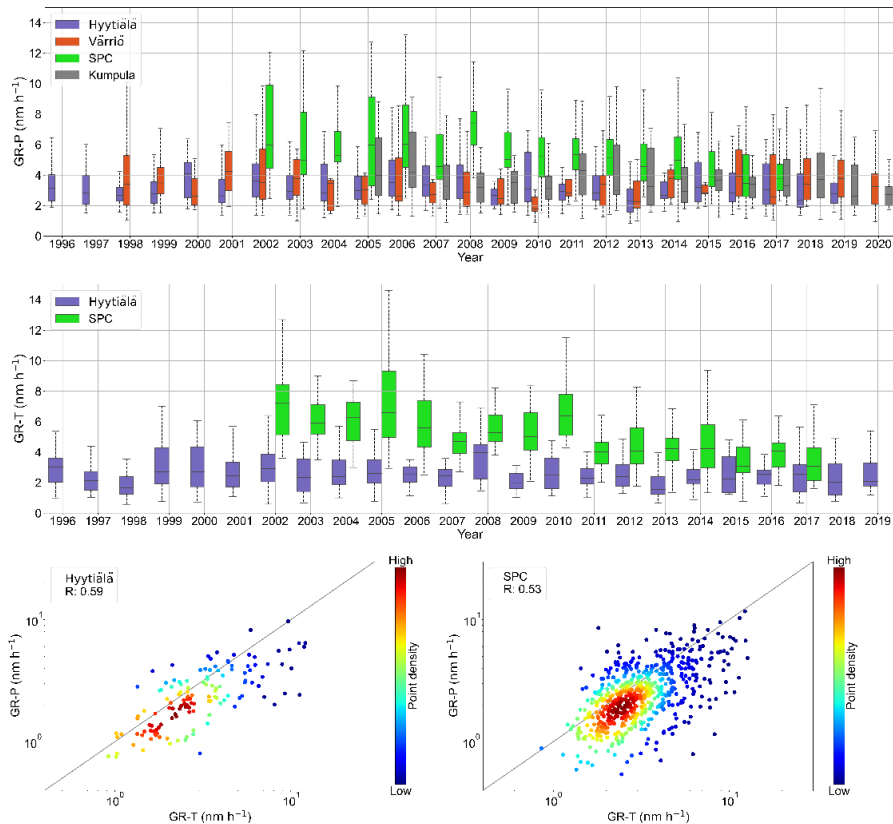 14
12
10
8
6
4
2
0
GR-P (nm h⁻¹)
Hyytiälä
Värriö
SPC
Kumpula
1996 1997 1998 1999 2000 2001 2002 2003 2004 2005 2006 2007 2008 2009 2010 2011 2012 2013 2014 2015 2016 2017 2018 2019 2020
Year
14
12
10
8
6
4
2
0
GR-T (nm h⁻¹)
Hyytiälä
SPC
1996 1997 1998 1999 2000 2001 2002 2003 2004 2005 2006 2007 2008 2009 2010 2011 2012 2013 2014 2015 2016 2017 2018 2019
Year
Hyytiälä
R: 0.59
GR-P (nm h⁻¹)
10¹
10⁰
10⁰ 10¹
GR-T (nm h⁻¹)
High
Point density
Low
SPC
R: 0.53
GR-P (nm h⁻¹)
10¹
10⁰
10⁰ 10¹
GR-T (nm h⁻¹)
High
Point density
Low